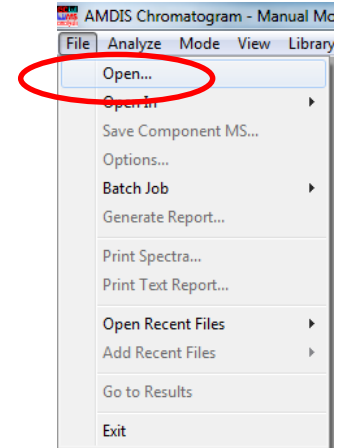 AMDIS Chromatogram - Manual Mo
File Analyze Mode View Library
Open...
Open In
Save Component MS...
Options...
Batch Job
Generate Report...
Print Spectra...
Print Text Report...
Open Recent Files
Add Recent Files
Go to Results
Exit